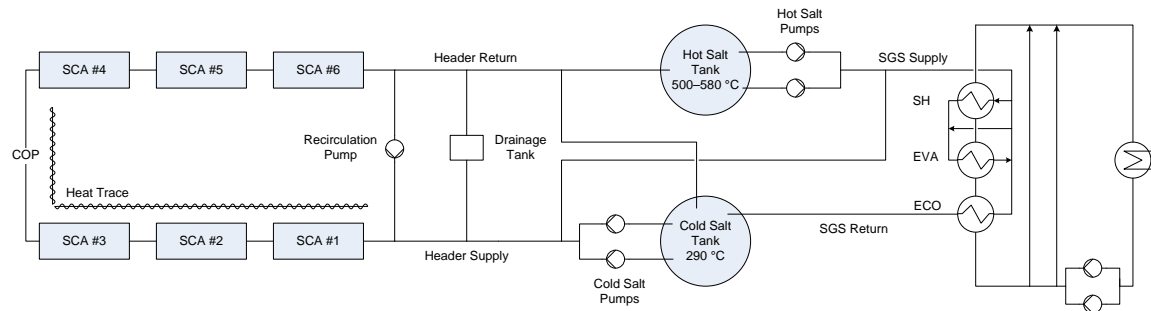 Hot Salt
Pumps
SCA #4
SCA #5
SCA #6
Header Return
Hot Salt
Tank
500–580 °C
SGS Supply
SH
Recirculation
Pump
Drainage
Tank
COP
EVA
Heat Trace
ECO
SCA #3
SCA #2
SCA #1
Header Supply
Cold Salt
Tank
290 °C
SGS Return
Cold Salt
Pumps